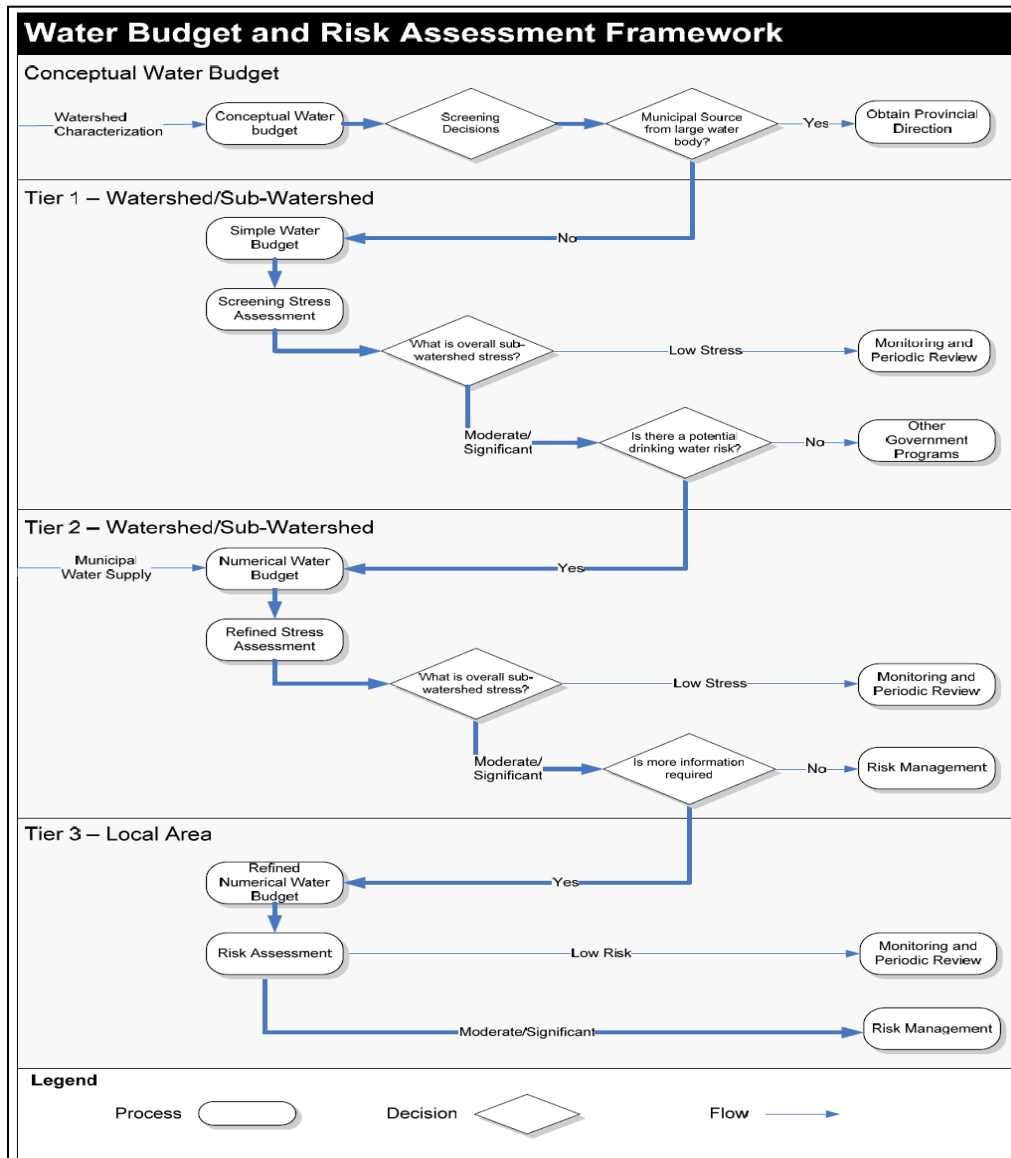 Water Budget and Risk Assessment Framework
Conceptual Water Budget
Watershed
Characterization
Conceptual Water
budget
Screening
Decisions
Municipal Source
from large water
body?
Yes
Obtain Provincial
Direction
Tier 1 – Watershed/Sub-Watershed
Simple Water
Budget
No
Screening Stress
Assessment
What is overall sub-
watershed stress?
Low Stress
Monitoring and
Periodic Review
Moderate/
Significant
Is there a potential
drinking water risk?
No
Other
Government
Programs
Tier 2 – Watershed/Sub-Watershed
Municipal
Water Supply
Numerical Water
Budget
Yes
Refined Stress
Assessment
What is overall sub-
watershed stress?
Low Stress
Monitoring and
Periodic Review
Moderate/
Significant
Is more information
required
No
Risk Management
Tier 3 – Local Area
Refined
Numerical Water
Budget
Yes
Risk Assessment
Low Risk
Monitoring and
Periodic Review
Moderate/Significant
Risk Management
Legend
Process
Decision
Flow